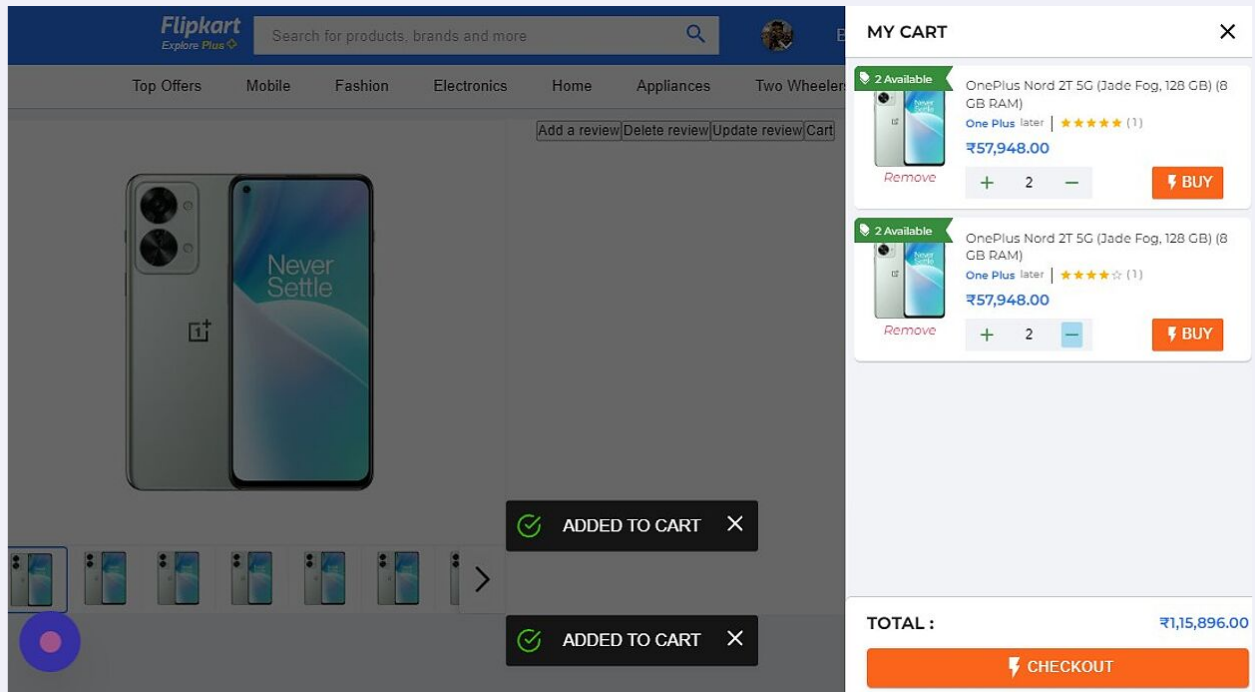 Flipkart
Explore Plus
Search for products, brands and more
Top Offers Mobile Fashion Electronics Home Appliances Two Wheelers
Add a review Delete review Update review Cart
Never
Settle
ADDED TO CART
ADDED TO CART
MY CART
2 Available
OnePlus Nord 2T 5G (Jade Fog, 128 GB) (8
GB RAM)
One Plus later | ★★★★★ (1)
₹57,948.00
Remove
+ 2 −
BUY
2 Available
OnePlus Nord 2T 5G (Jade Fog, 128 GB) (8
GB RAM)
One Plus later | ★★★★☆ (1)
₹57,948.00
Remove
+ 2 −
BUY
TOTAL : ₹1,15,896.00
CHECKOUT